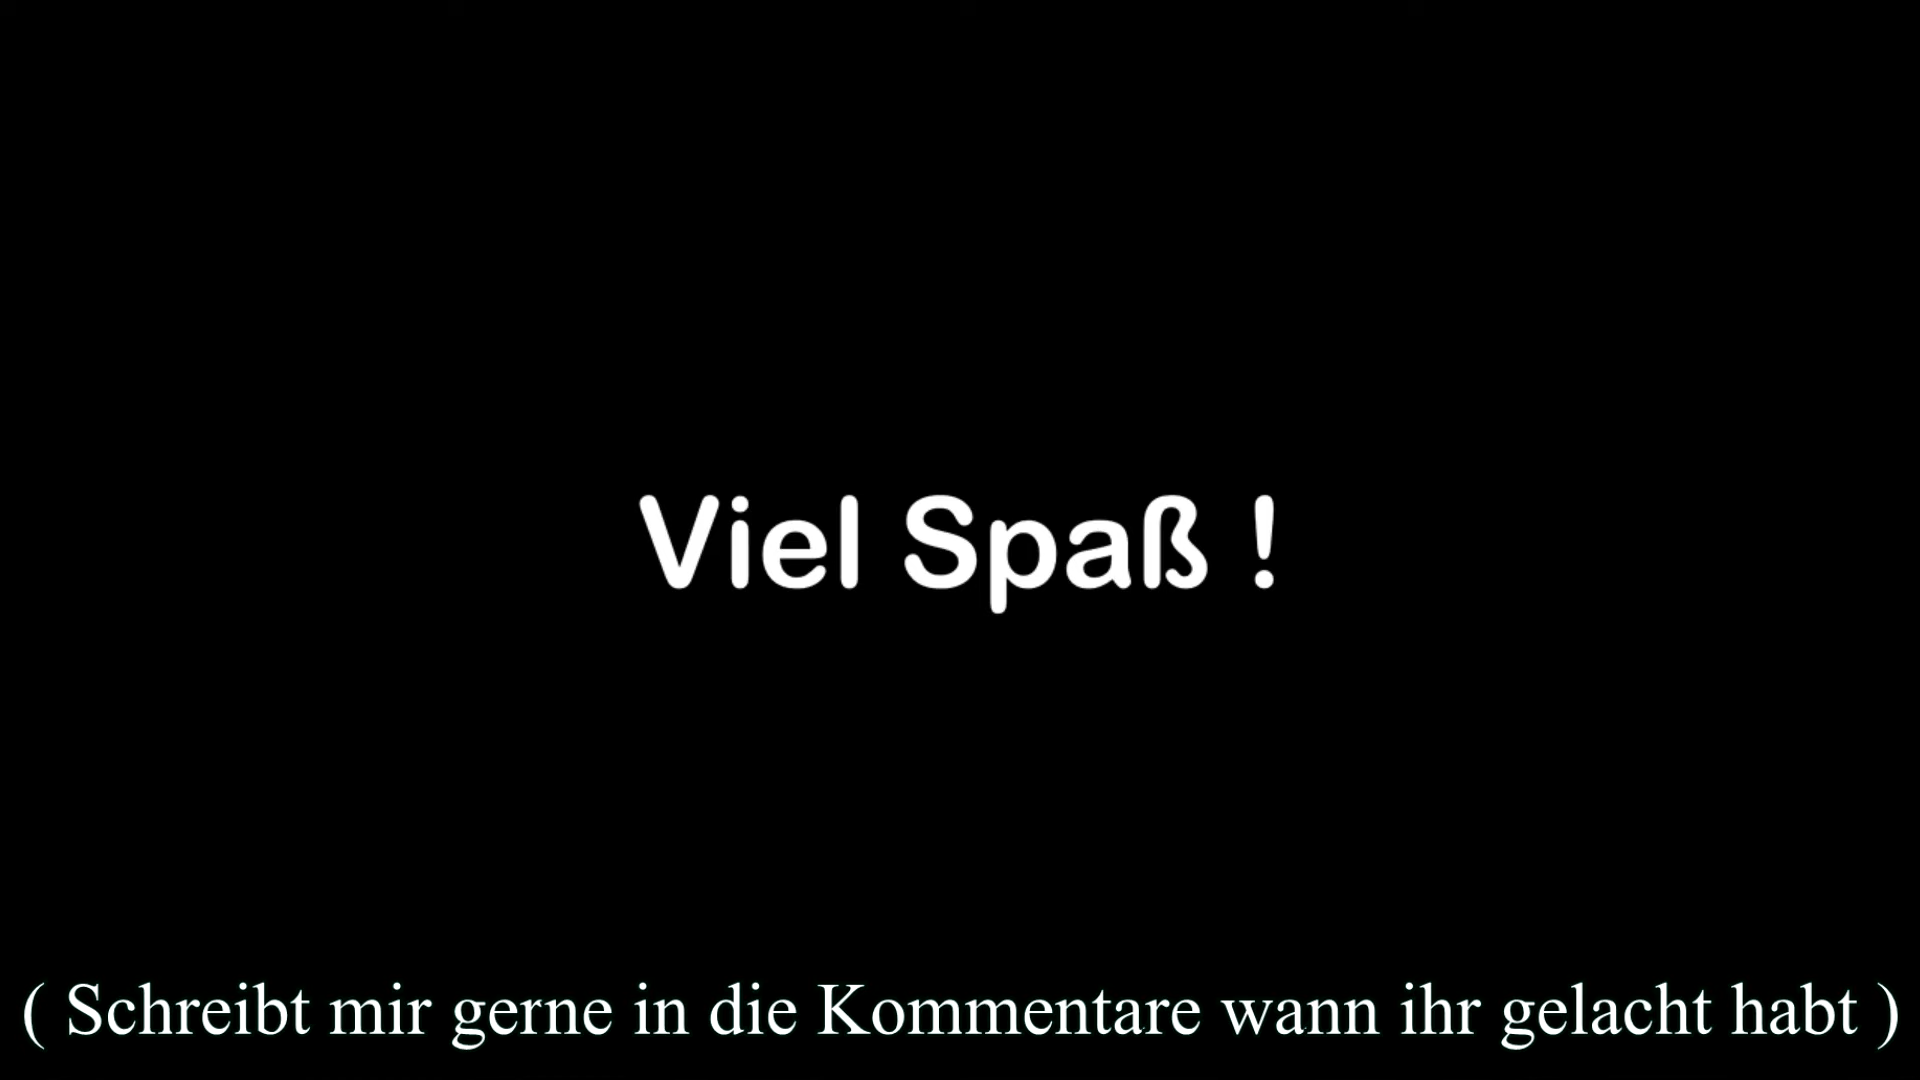 Viel Spaß !
( Schreibt mir gerne in die Kommentare wann ihr gelacht habt )